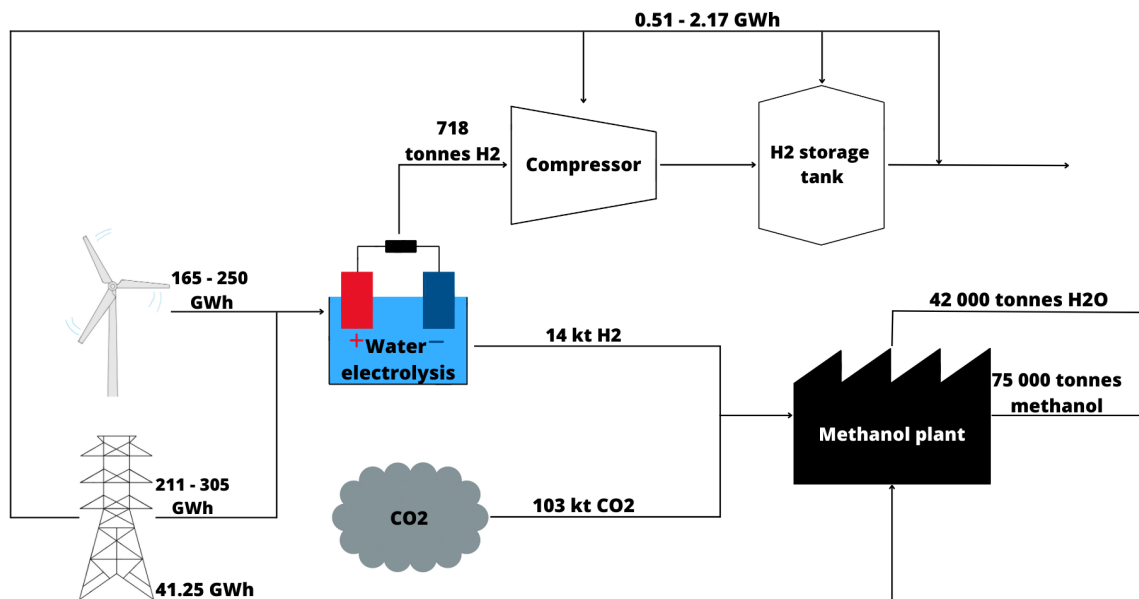 0.51 - 2.17 GWh
718
tonnes H2
Compressor
H2 storage
tank
165 - 250
GWh
42 000 tonnes H2O
14 kt H2
+ Water −
electrolysis
75 000 tonnes
methanol
Methanol plant
211 - 305
GWh
103 kt CO2
CO2
41.25 GWh